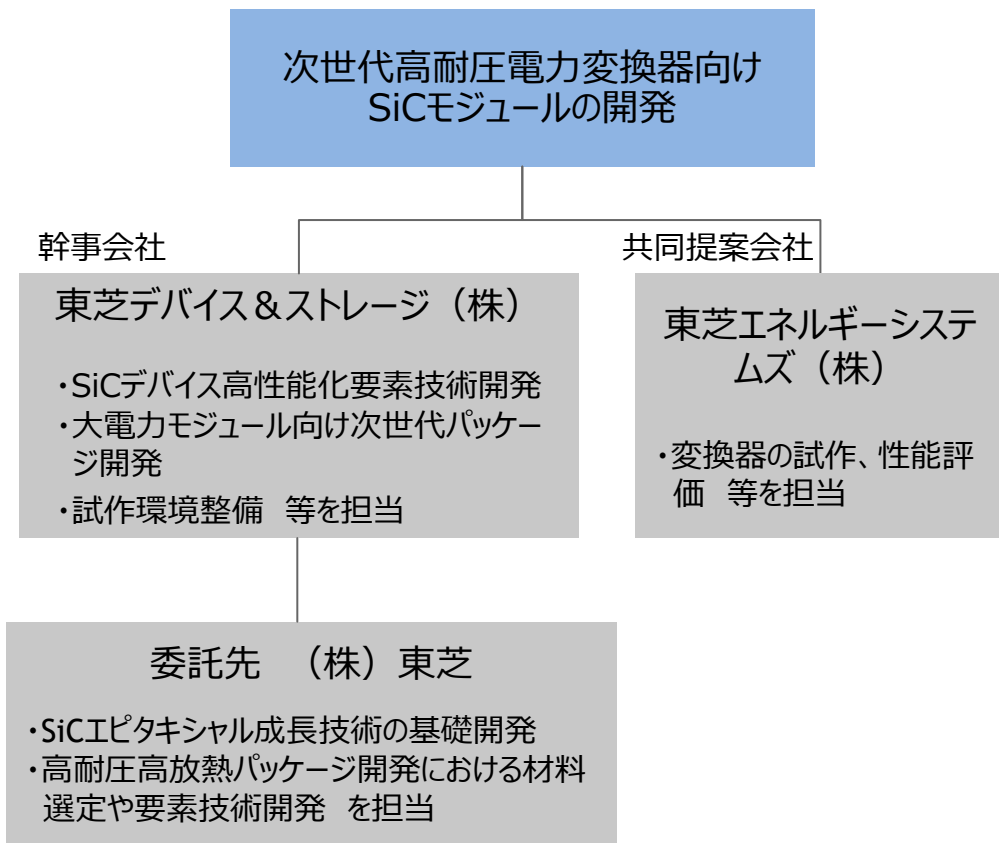 次世代高耐圧電力変換器向け
SiCモジュールの開発
幹事会社
東芝デバイス＆ストレージ（株）
・SiCデバイス高性能化要素技術開発
・大電力モジュール向け次世代パッケー
ジ開発
・試作環境整備　等を担当
共同提案会社
東芝エネルギーシステ
ムズ（株）
・変換器の試作、性能評
価　等を担当
委託先　（株）東芝
・SiCエピタキシャル成長技術の基礎開発
・高耐圧高放熱パッケージ開発における材料
選定や要素技術開発　を担当